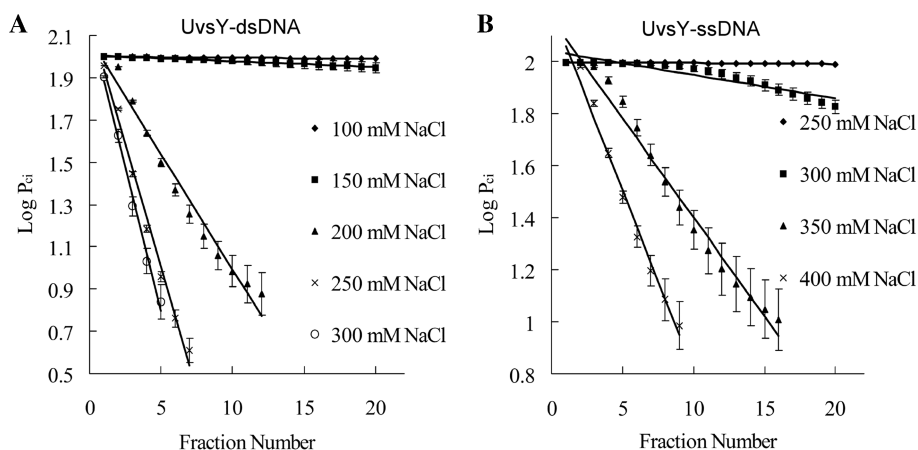 A
UvsY-dsDNA
2.1
1.9
1.7
1.5
1.3
1.1
0.9
0.7
0.5
Log Pci
100 mM NaCl
150 mM NaCl
200 mM NaCl
250 mM NaCl
300 mM NaCl
0 5 10 15 20
Fraction Number
B
UvsY-ssDNA
2
1.8
1.6
1.4
1.2
1
0.8
Log Pci
250 mM NaCl
300 mM NaCl
350 mM NaCl
400 mM NaCl
0 5 10 15 20
Fraction Number